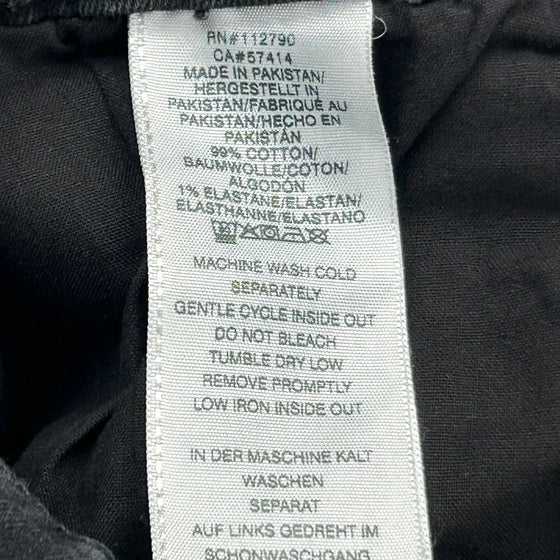 RN#112790
CA#57414
MADE IN PAKISTAN/
HERGESTELLT IN
PAKISTAN/FABRIQUÉ AU
PAKISTAN/HECHO EN
PAKISTÁN
99% COTTON/
BAUMWOLLE/COTON/
ALGODÓN
1% ELASTANE/ELASTAN/
ELASTHANNE/ELASTANO
MACHINE WASH COLD
SEPARATELY
GENTLE CYCLE INSIDE OUT
DO NOT BLEACH
TUMBLE DRY LOW
REMOVE PROMPTLY
LOW IRON INSIDE OUT
IN DER MASCHINE KALT
WASCHEN
SEPARAT
AUF LINKS GEDREHT IM
SCHONWASCHGANG